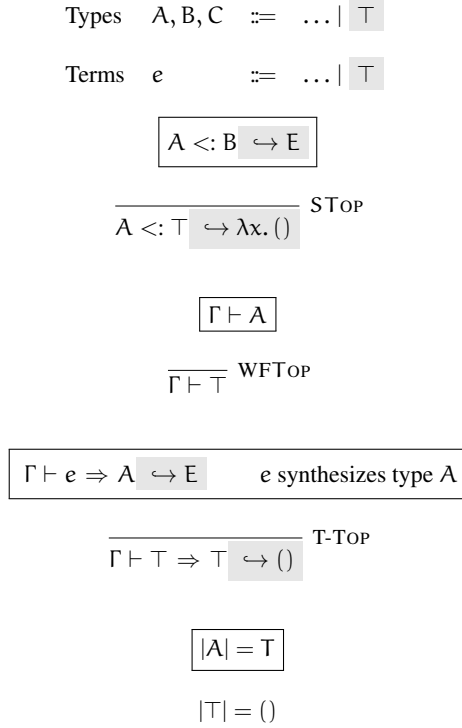 Types A, B, C ::= ... | ⊤
Terms e ::= ... | ⊤
A <: B ↪ E
A <: ⊤ ↪ λx. () STOP
Γ ⊢ A
Γ ⊢ ⊤ WFTOP
Γ ⊢ e ⇒ A ↪ E e synthesizes type A
Γ ⊢ ⊤ ⇒ ⊤ ↪ () T-TOP
|A| = T
|⊤| = ()